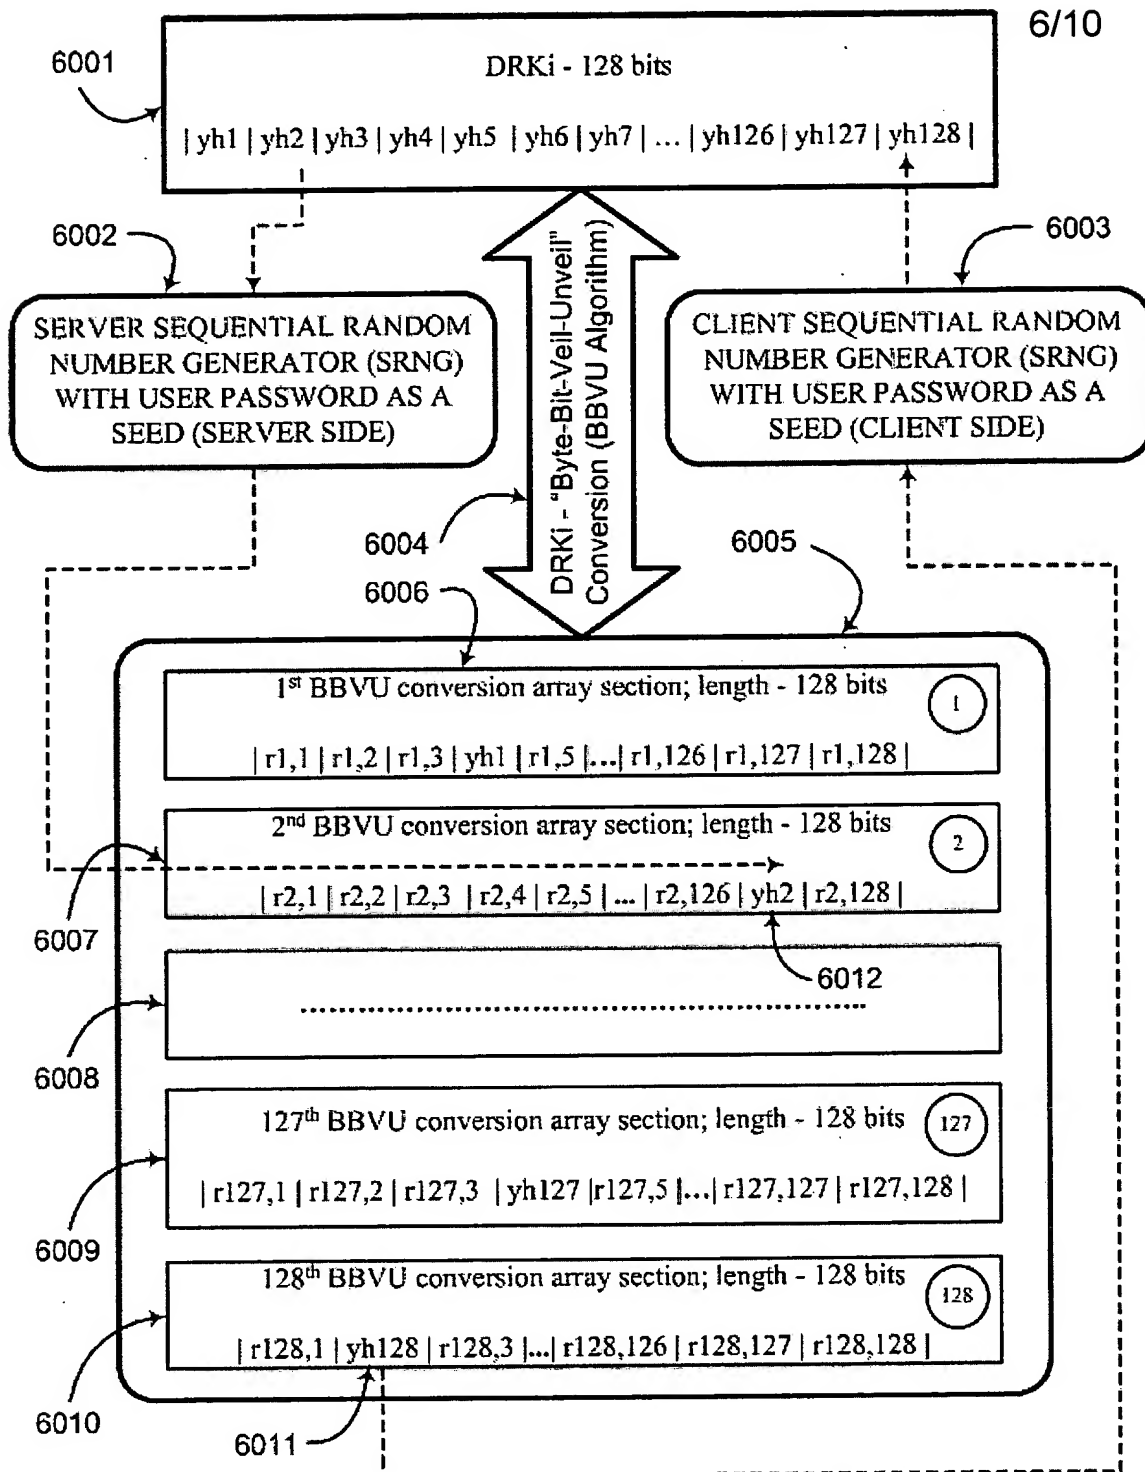 6/10
6001
DRKi - 128 bits
| yh1 | yh2 | yh3 | yh4 | yh5 | yh6 | yh7 | ... | yh126 | yh127 | yh128 |
6002
6003
SERVER SEQUENTIAL RANDOM
NUMBER GENERATOR (SRNG)
WITH USER PASSWORD AS A
SEED (SERVER SIDE)
DRKi - "Byte-Bit-Veil-Unveil"
Conversion (BBVU Algorithm)
CLIENT SEQUENTIAL RANDOM
NUMBER GENERATOR (SRNG)
WITH USER PASSWORD AS A
SEED (CLIENT SIDE)
6004
6005
6006
1st BBVU conversion array section; length - 128 bits
1
| r1,1 | r1,2 | r1,3 | yh1 | r1,5 |...| r1,126 | r1,127 | r1,128 |
2nd BBVU conversion array section; length - 128 bits
2
| r2,1 | r2,2 | r2,3 | r2,4 | r2,5 | ... | r2,126 | yh2 | r2,128 |
6007
6012
6008
127th BBVU conversion array section; length - 128 bits
127
| r127,1 | r127,2 | r127,3 | yh127 | r127,5 |...| r127,127 | r127,128 |
6009
128th BBVU conversion array section; length - 128 bits
128
| r128,1 | yh128 | r128,3 |...| r128,126 | r128,127 | r128,128 |
6010
6011